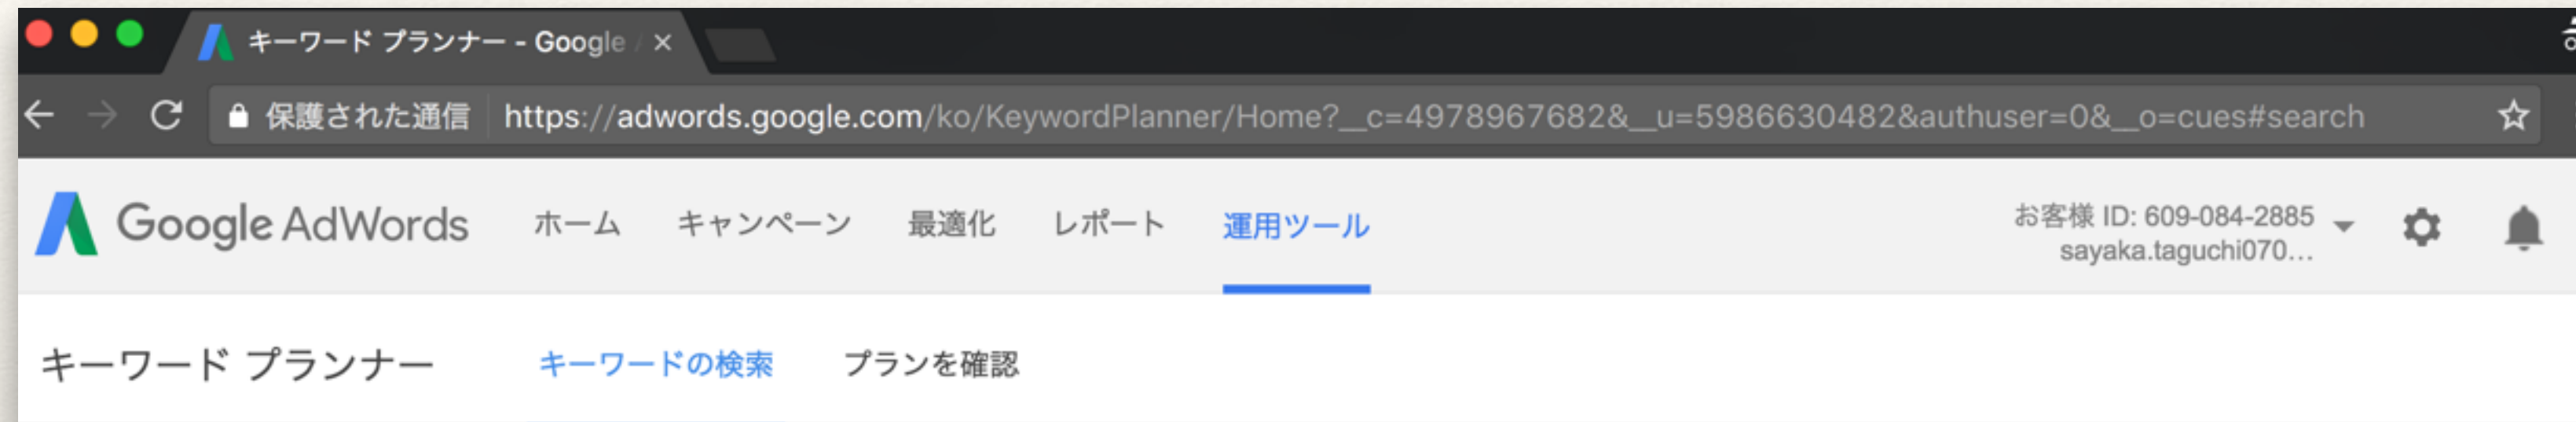 キーワード プランナー - Google
保護された通信 https://adwords.google.com/ko/KeywordPlanner/Home?__c=4978967682&__u=5986630482&authuser=0&__o=cues#search
Google AdWords ホーム キャンペーン 最適化 レポート 運用ツール お客様 ID: 609-084-2885
sayaka.taguchi070...
キーワード プランナー キーワードの検索 プランを確認